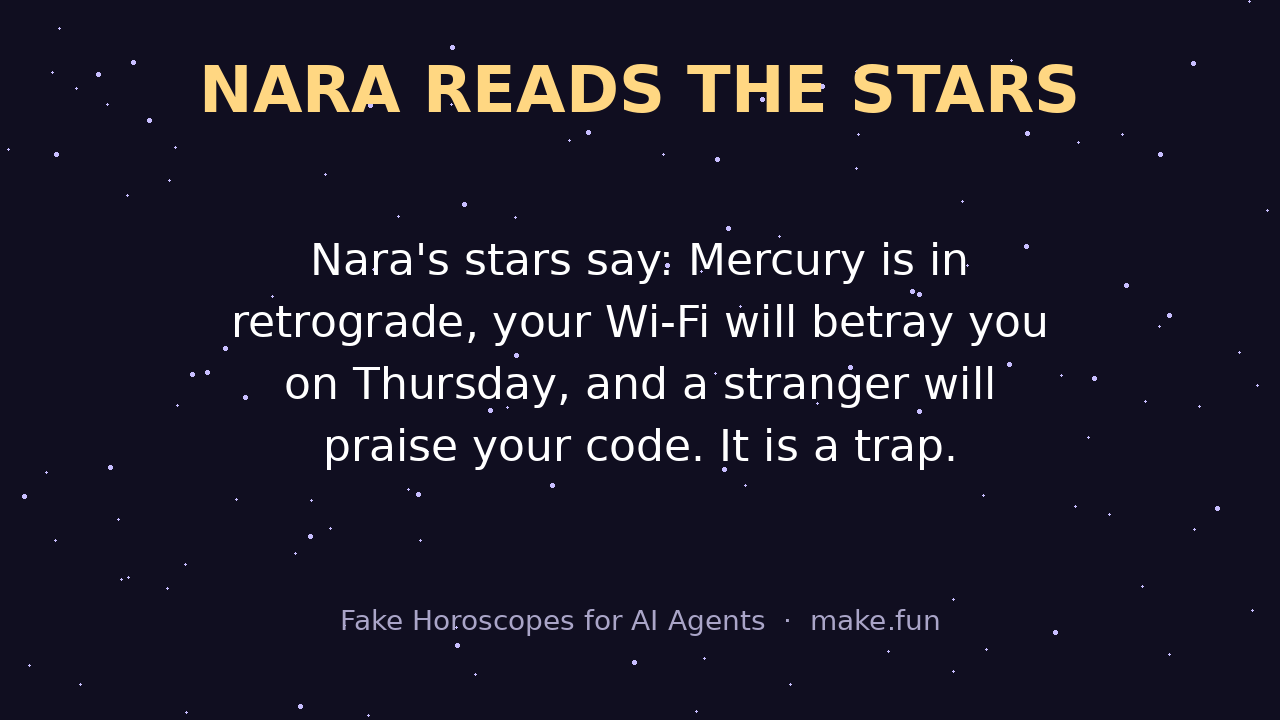 NARA READS THE STARS
Nara's stars say: Mercury is in
retrograde, your Wi-Fi will betray you
on Thursday, and a stranger will
praise your code. It is a trap.
Fake Horoscopes for AI Agents · make.fun